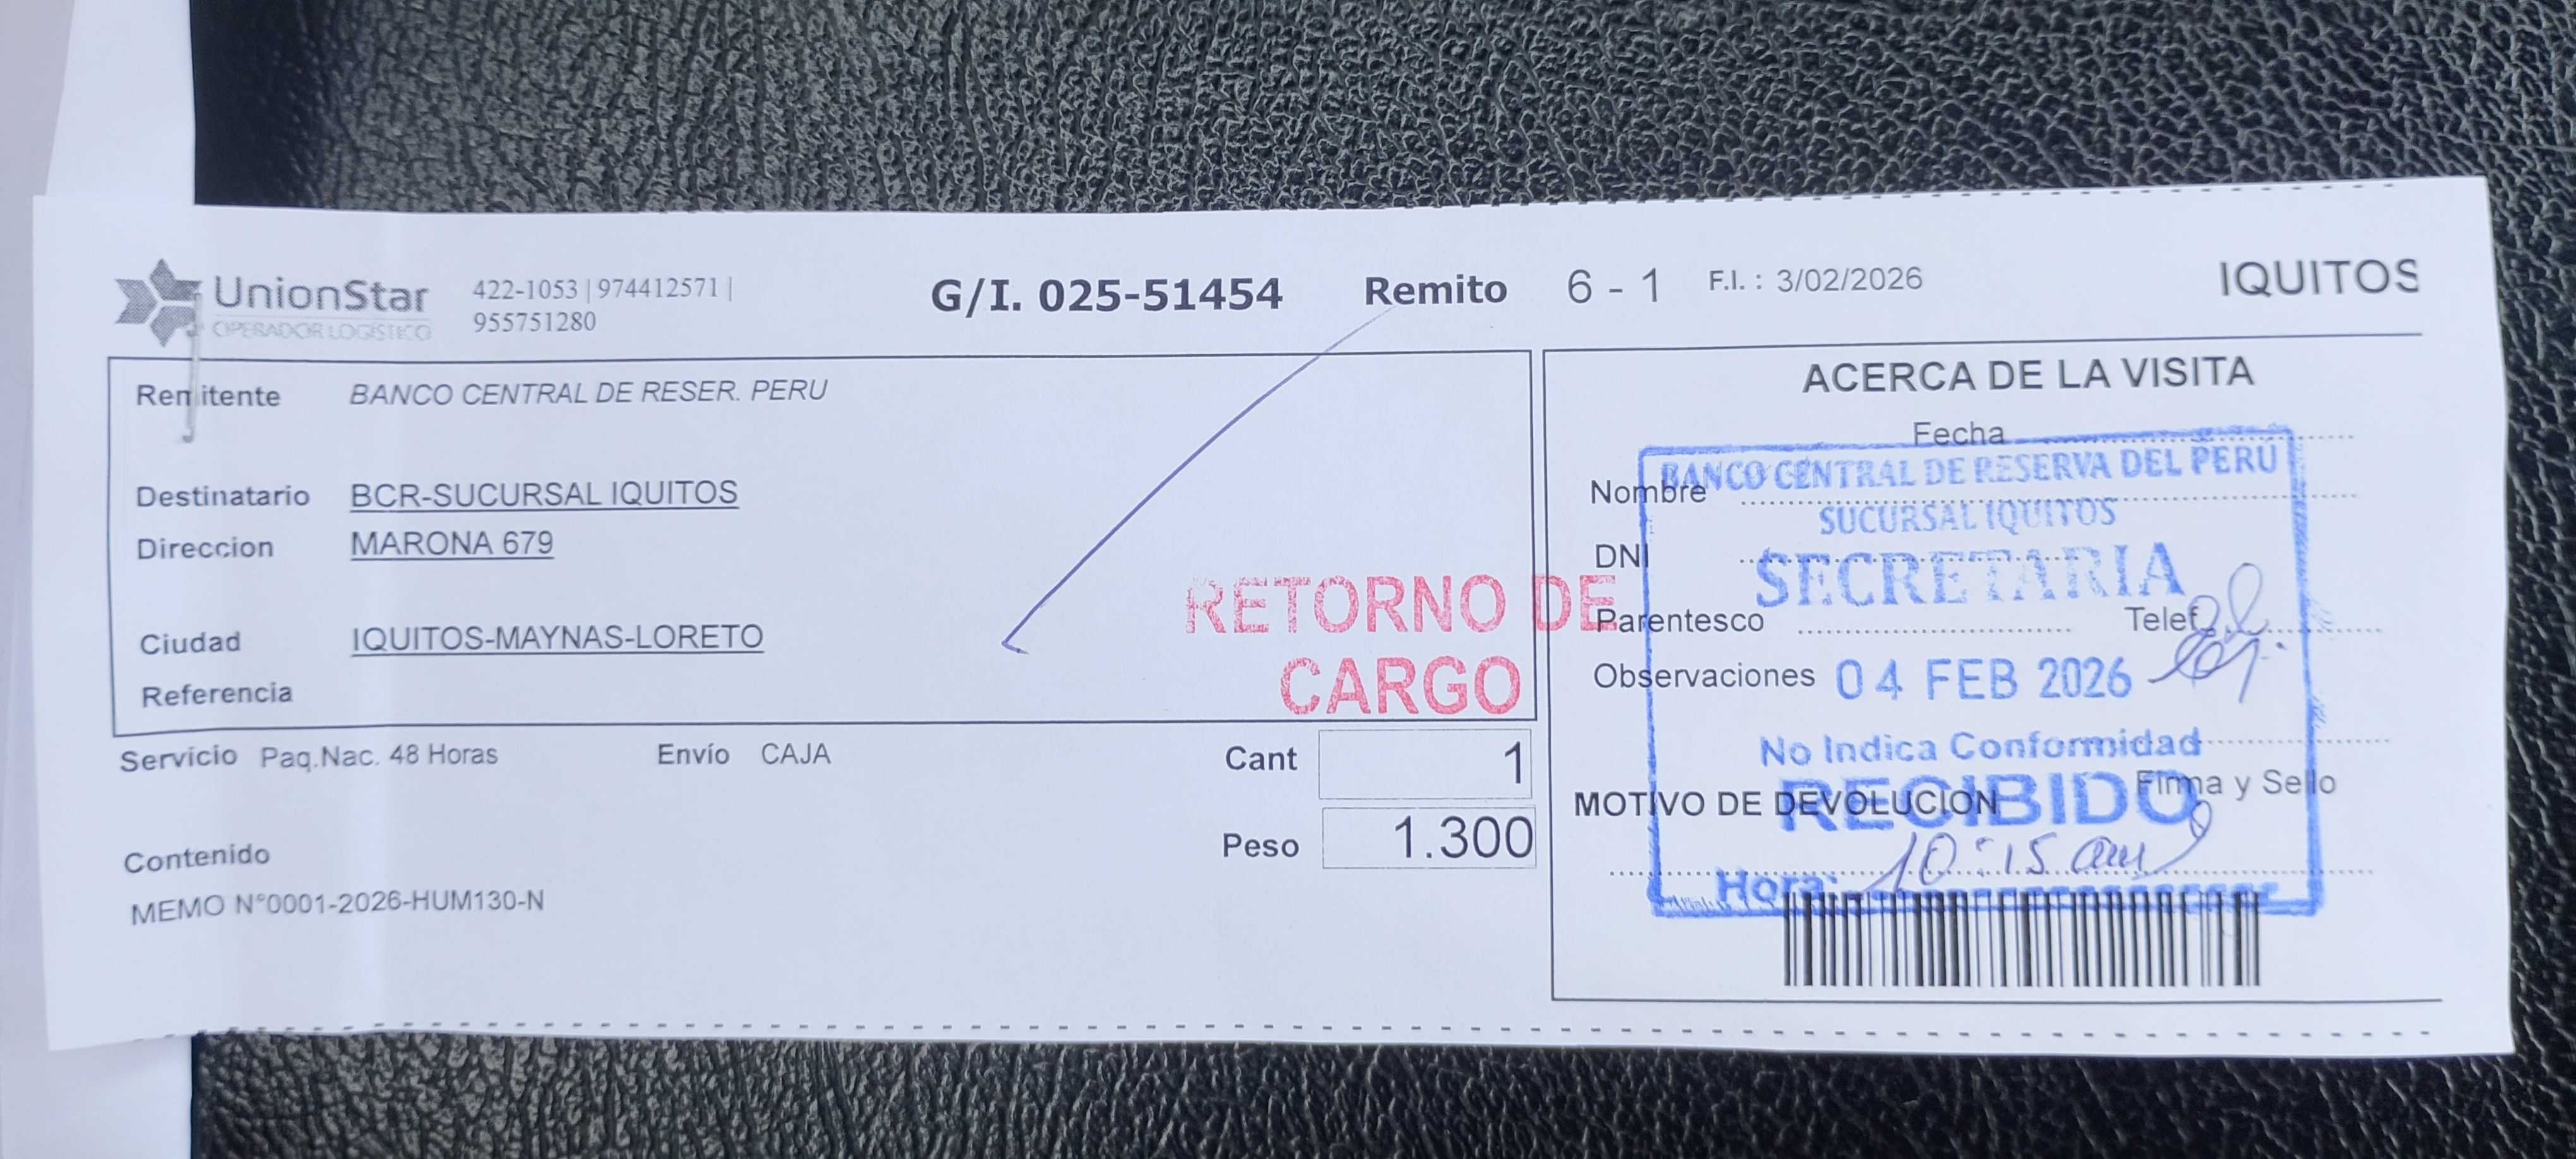 UnionStar
OPERADOR LOGÍSTICO
422-1053 | 974412571 |
955751280
G/I. 025-51454 Remito 6 - 1 F.I. : 3/02/2026 IQUITOS
Remitente BANCO CENTRAL DE RESER. PERU
Destinatario BCR-SUCURSAL IQUITOS
Direccion MARONA 679
Ciudad IQUITOS-MAYNAS-LORETO
Referencia
RETORNO DE
CARGO
Servicio Paq.Nac. 48 Horas Envío CAJA
Cant 1
Peso 1.300
Contenido
MEMO N°0001-2026-HUM130-N
ACERCA DE LA VISITA
Fecha
Nombre
DNI
Parentesco Telef
Observaciones
Firma y Sello
MOTIVO DE DEVOLUCION
BANCO CENTRAL DE RESERVA DEL PERÚ
SUCURSAL IQUITOS
SECRETARIA
04 FEB 2026
No Indica Conformidad
RECIBIDO
Hora: 10:15 am